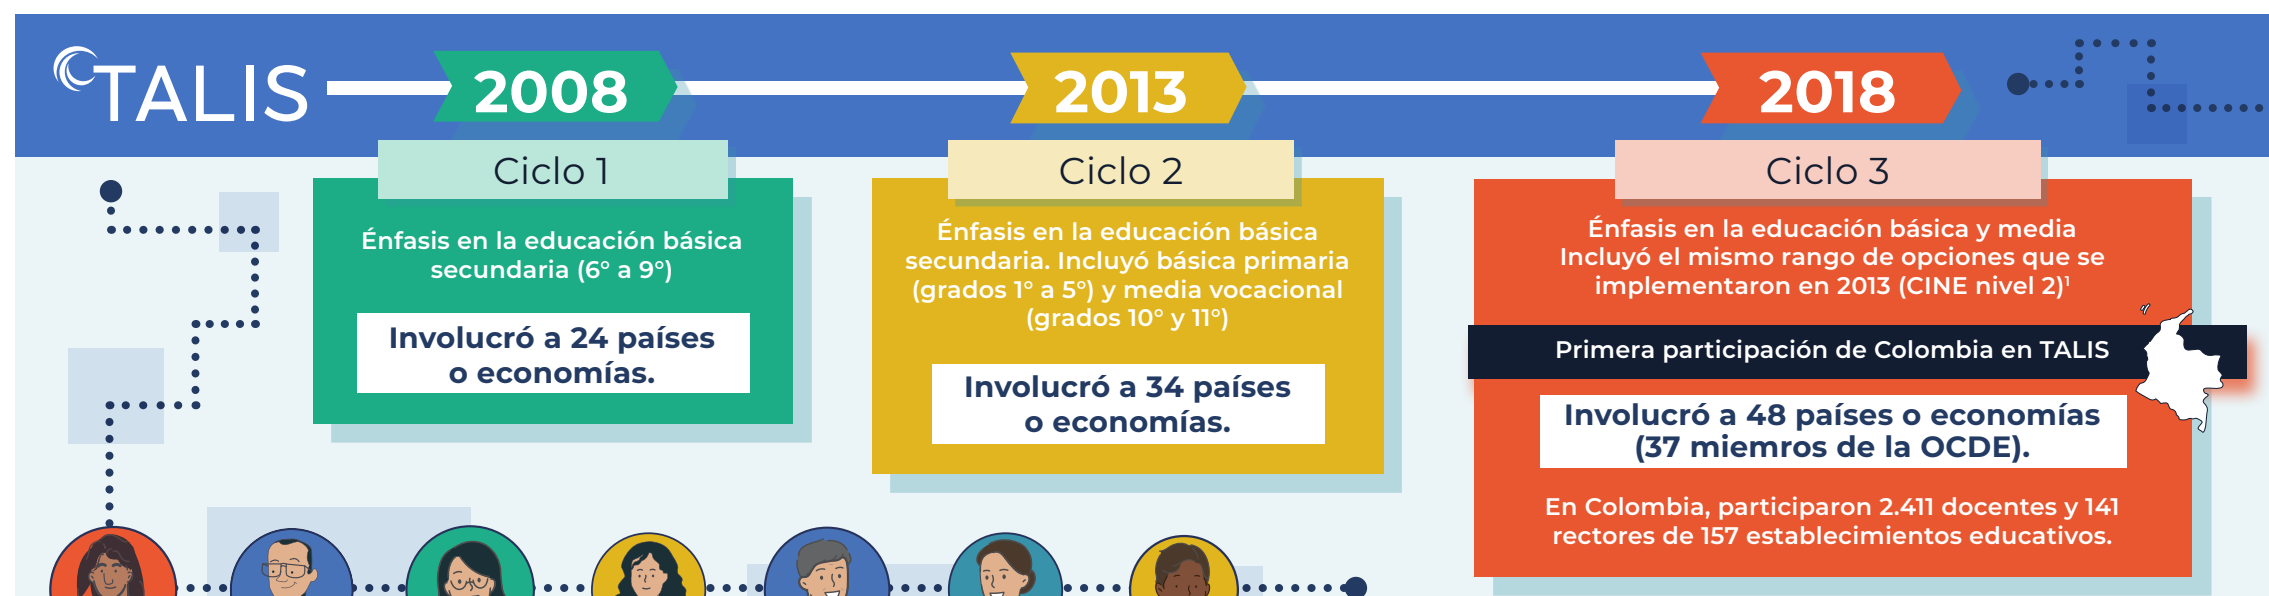 TALIS
2008
2013
2018
Ciclo 1
Énfasis en la educación básica
secundaria (6° a 9°)
Involucró a 24 países
o economías.
Ciclo 2
Énfasis en la educación básica
secundaria. Incluyó básica primaria
(grados 1° a 5°) y media vocacional
(grados 10° y 11°)
Involucró a 34 países
o economías.
Ciclo 3
Énfasis en la educación básica y media
Incluyó el mismo rango de opciones que se
implementaron en 2013 (CINE nivel 2)¹
Primera participación de Colombia en TALIS
Involucró a 48 países o economías
(37 miemros de la OCDE).
En Colombia, participaron 2.411 docentes y 141
rectores de 157 establecimientos educativos.